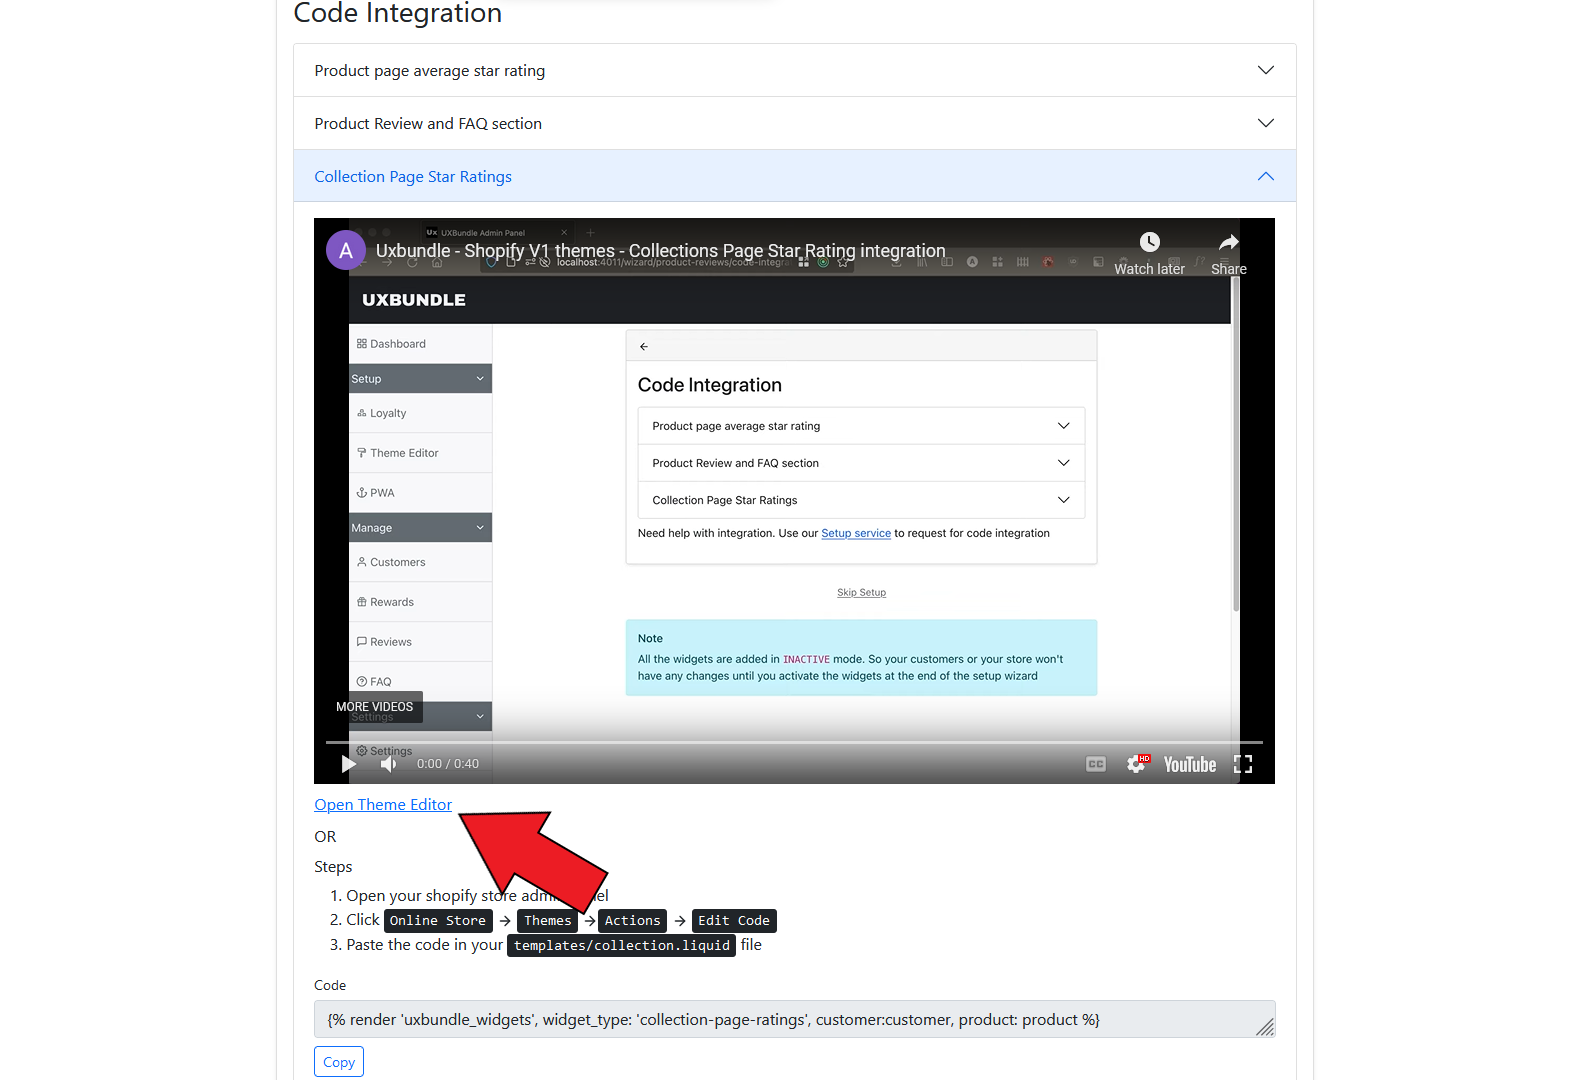 Code Integration
Product page average star rating
Product Review and FAQ section
Collection Page Star Ratings
Ux UXBundle Admin Panel
A Uxbundle - Shopify V1 themes - Collections Page Star Rating integration
localhost:4011/wizard/product-reviews/code-integra
Watch later Share
UXBUNDLE
Dashboard
Setup
Loyalty
Theme Editor
PWA
Manage
Customers
Rewards
Reviews
FAQ
Settings
Settings
Code Integration
Product page average star rating
Product Review and FAQ section
Collection Page Star Ratings
Need help with integration. Use our Setup service to request for code integration
Skip Setup
Note
All the widgets are added in INACTIVE mode. So your customers or your store won't
have any changes until you activate the widgets at the end of the setup wizard
MORE VIDEOS
0:00 / 0:40
CC HD YouTube
Open Theme Editor
OR
Steps
1. Open your shopify store adm el
2. Click Online Store → Themes → Actions → Edit Code
3. Paste the code in your templates/collection.liquid file
Code
{% render 'uxbundle_widgets', widget_type: 'collection-page-ratings', customer:customer, product: product %}
Copy